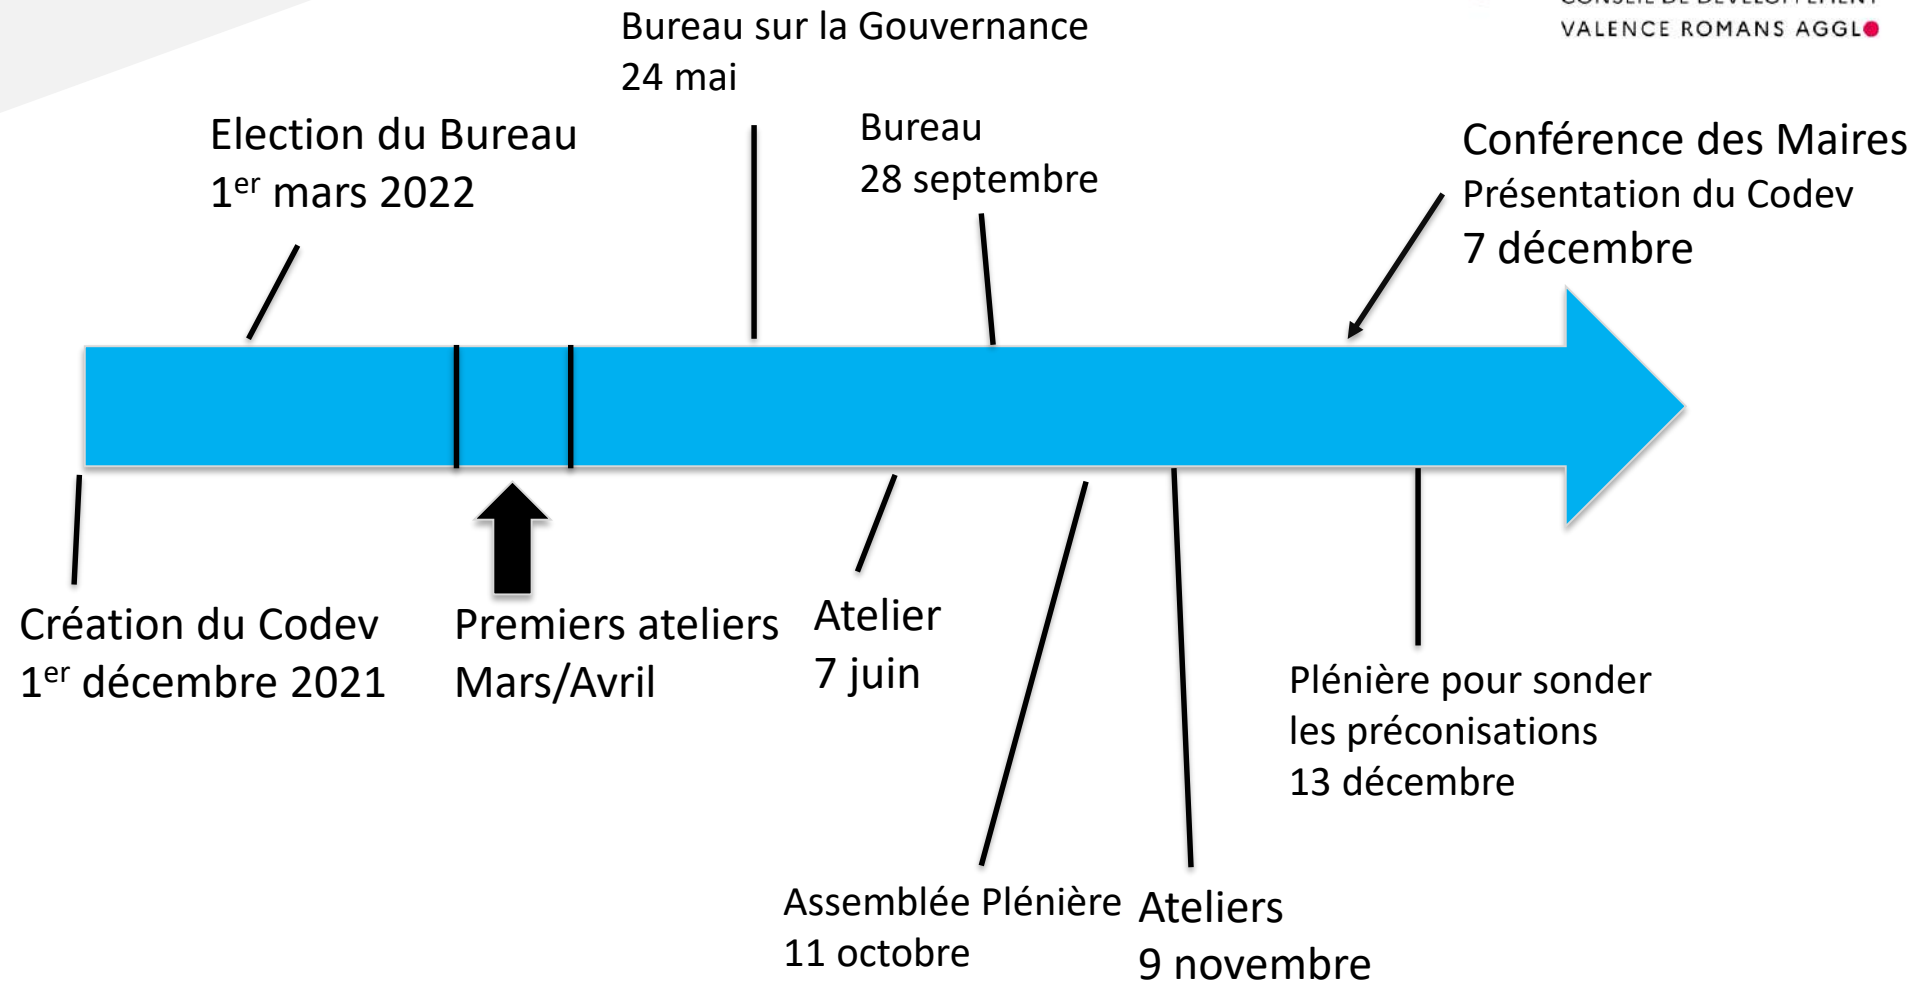 CONSEIL DE DÉVELOPPEMENT
VALENCE ROMANS AGGLO
Bureau sur la Gouvernance
24 mai
Election du Bureau
1er mars 2022
Bureau
28 septembre
Conférence des Maires
Présentation du Codev
7 décembre
Création du Codev
1er décembre 2021
Premiers ateliers
Mars/Avril
Atelier
7 juin
Plénière pour sonder
les préconisations
13 décembre
Assemblée Plénière
11 octobre
Ateliers
9 novembre